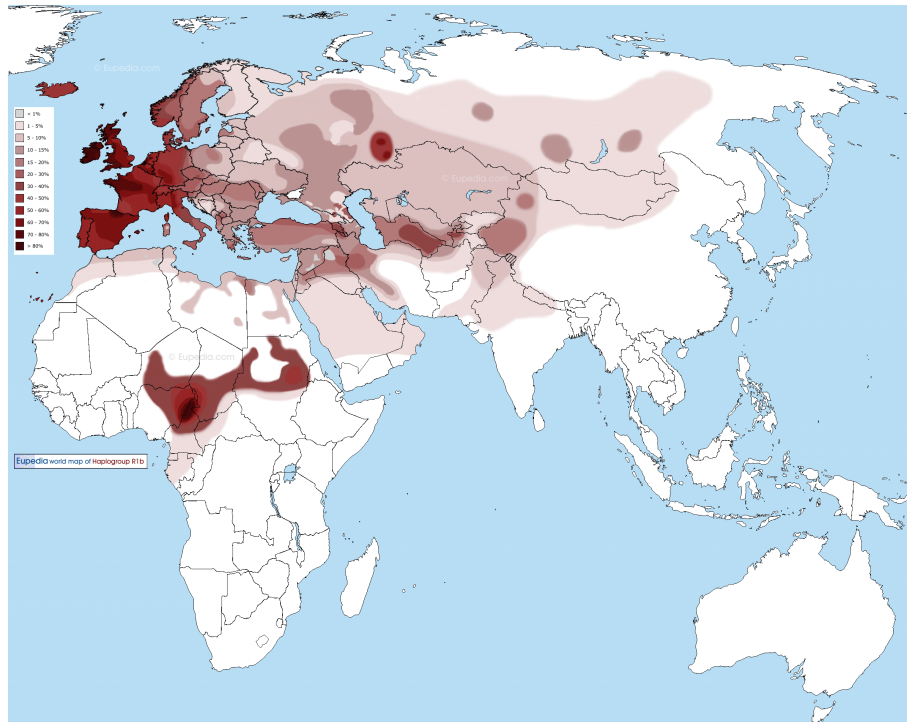 © Eupedia.com
< 1%
1 - 5%
5 - 10%
10 - 15%
15 - 20%
20 - 30%
30 - 40%
40 - 50%
50 - 60%
60 - 70%
70 - 80%
> 80%
© Eupedia.com
© Eupedia.com
Eupedia world map of Haplogroup R1b